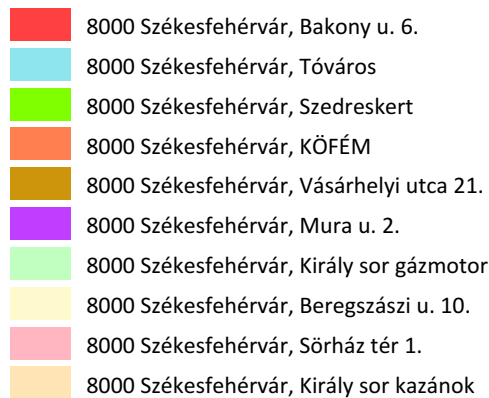 8000 Székesfehérvár, Bakony u. 6.
8000 Székesfehérvár, Tóváros
8000 Székesfehérvár, Szedreskert
8000 Székesfehérvár, KÖFÉM
8000 Székesfehérvár, Vásárhelyi utca 21.
8000 Székesfehérvár, Mura u. 2.
8000 Székesfehérvár, Király sor gázmotor
8000 Székesfehérvár, Beregszászi u. 10.
8000 Székesfehérvár, Sörház tér 1.
8000 Székesfehérvár, Király sor kazánok